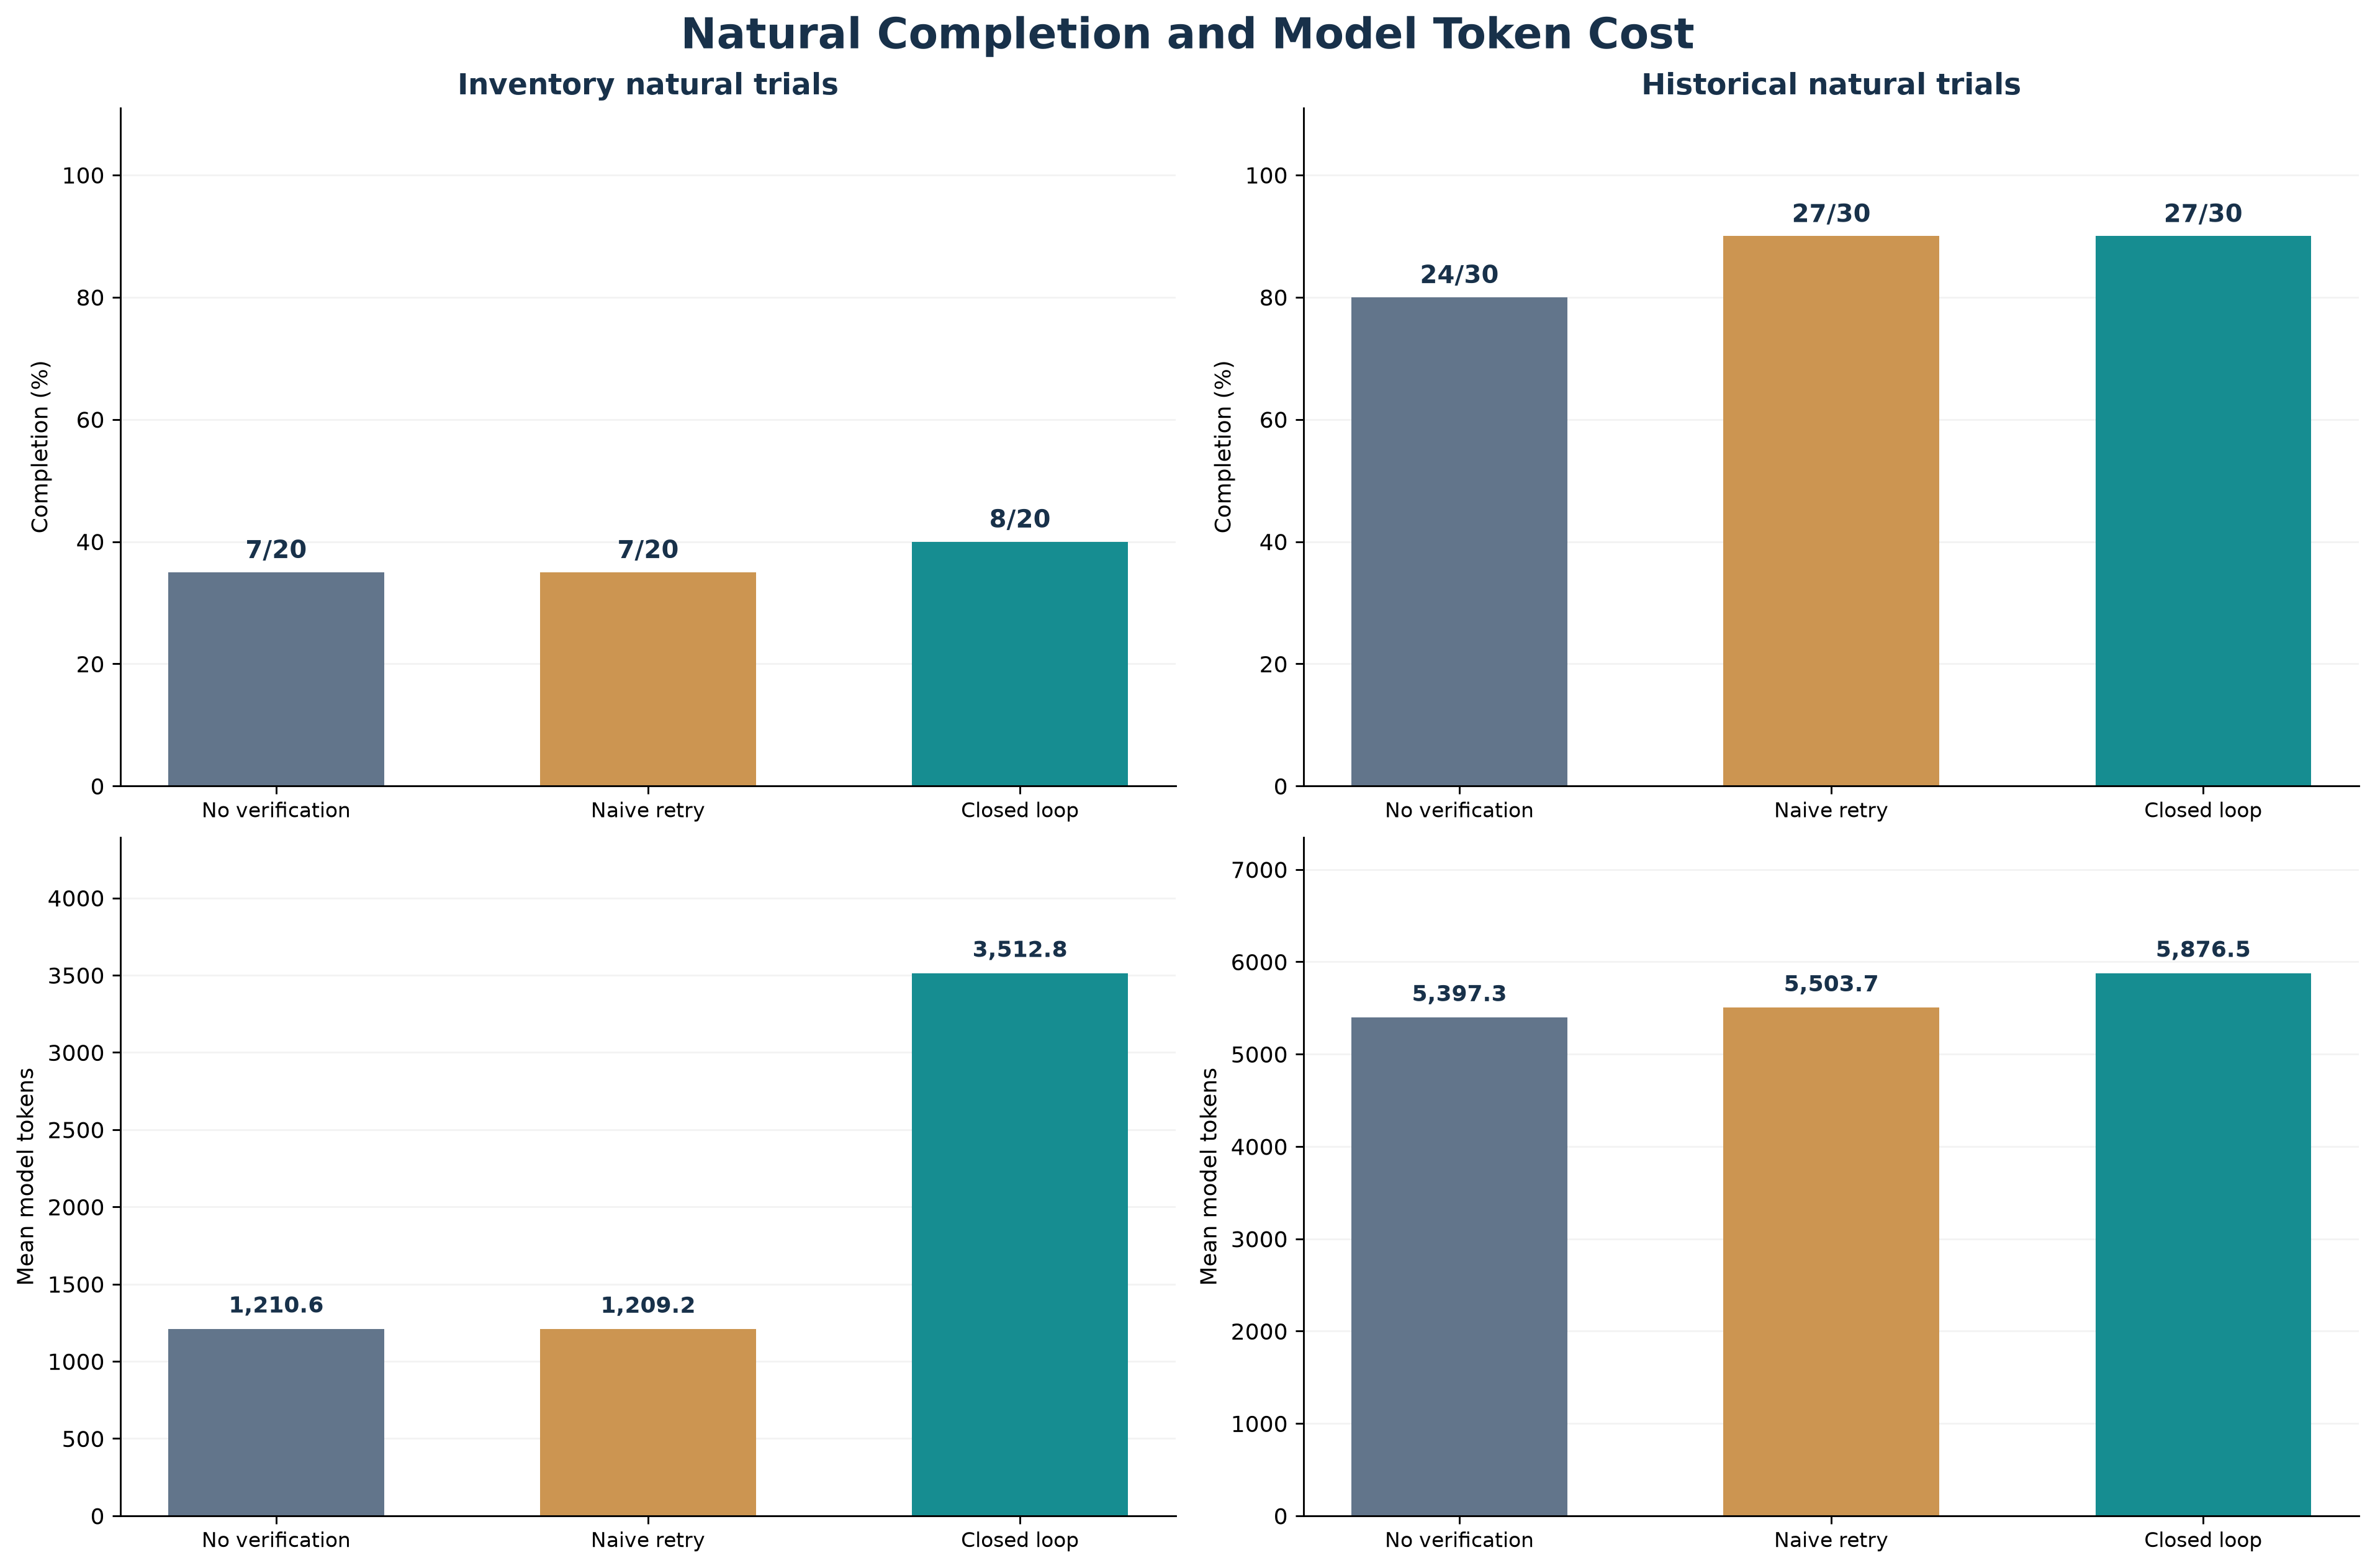 Natural Completion and Model Token Cost
Inventory natural trials
Completion (%)
100
80
60
40
20
0
7/20
7/20
8/20
No verification
Naive retry
Closed loop
Historical natural trials
Completion (%)
100
80
60
40
20
0
24/30
27/30
27/30
No verification
Naive retry
Closed loop
Mean model tokens
4000
3500
3000
2500
2000
1500
1000
500
0
1,210.6
1,209.2
3,512.8
No verification
Naive retry
Closed loop
Mean model tokens
7000
6000
5000
4000
3000
2000
1000
0
5,397.3
5,503.7
5,876.5
No verification
Naive retry
Closed loop